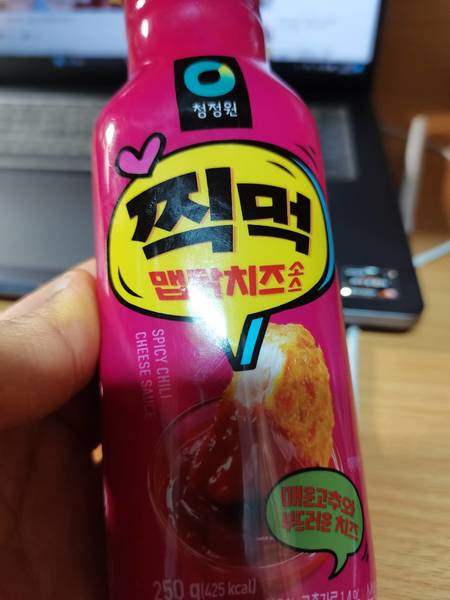 청정원
찍먹
맵닭치즈소스
SPICY CHILI
CHEESE SAUCE
매운고추와
부드러운 치즈
250 g(425 kcal)